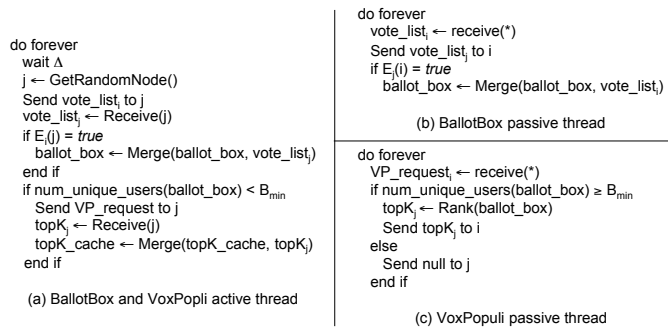 do forever
wait Δ
j ← GetRandomNode()
Send vote_listᵢ to j
vote_listⱼ ← Receive(j)
if Eᵢ(j) = true
ballot_box ← Merge(ballot_box, vote_listⱼ)
end if
if num_unique_users(ballot_box) < Bₘᵢₙ
Send VP_request to j
topKⱼ ← Receive(j)
topK_cache ← Merge(topK_cache, topKⱼ)
end if
(a) BallotBox and VoxPopli active thread
do forever
vote_listᵢ ← receive(*)
Send vote_listⱼ to i
if Eⱼ(i) = true
ballot_box ← Merge(ballot_box, vote_listᵢ)
(b) BallotBox passive thread
do forever
VP_requestᵢ ← receive(*)
if num_unique_users(ballot_box) ≥ Bₘᵢₙ
topKⱼ ← Rank(ballot_box)
Send topKⱼ to i
else
Send null to j
end if
(c) VoxPopuli passive thread